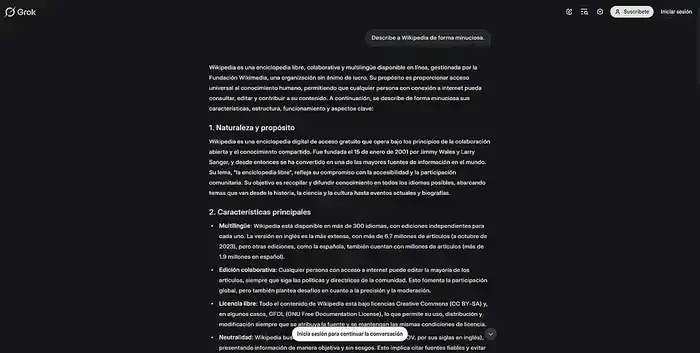 Grok
Suscríbete
Iniciar sesión
Describe a Wikipedia de forma minuciosa.
Wikipedia es una enciclopedia libre, colaborativa y multilingüe disponible en línea, gestionada por la
Fundación Wikimedia, una organización sin ánimo de lucro. Su propósito es proporcionar acceso
universal al conocimiento humano, permitiendo que cualquier persona con conexión a internet pueda
consultar, editar y contribuir a su contenido. A continuación, se describe de forma minuciosa sus
características, estructura, funcionamiento y aspectos clave:
1. Naturaleza y propósito
Wikipedia es una enciclopedia digital de acceso gratuito que opera bajo los principios de la colaboración
abierta y el conocimiento compartido. Fue fundada el 15 de enero de 2001 por Jimmy Wales y Larry
Sanger, y desde entonces se ha convertido en una de las mayores fuentes de información en el mundo.
Su lema, "la enciclopedia libre", refleja su compromiso con la accesibilidad y la participación
comunitaria. Su objetivo es recopilar y difundir conocimiento en todos los idiomas posibles, abarcando
temas que van desde la historia, la ciencia y la cultura hasta eventos actuales y biografías.
2. Características principales
• Multilingüe: Wikipedia está disponible en más de 300 idiomas, con ediciones independientes para
cada uno. La versión en inglés es la más extensa, con más de 6.7 millones de artículos (a octubre de
2023), pero otras ediciones, como la española, también cuentan con millones de artículos (más de
1.9 millones en español).
• Edición colaborativa: Cualquier persona con acceso a internet puede editar la mayoría de los
artículos, siempre que siga las políticas y directrices de la comunidad. Esto fomenta la participación
global, pero también plantea desafíos en cuanto a la precisión y la moderación.
• Licencia libre: Todo el contenido de Wikipedia está bajo licencias Creative Commons (CC BY-SA) y,
en algunos casos, GFDL (GNU Free Documentation License), lo que permite su uso, distribución y
modificación siempre que se atribuya la fuente y se mantengan las mismas condiciones de licencia.
• Neutralidad: Wikipedia bus OV, por sus siglas en inglés),
presentando información de manera objetiva y sin sesgos. Esto implica citar fuentes fiables y evitar
Inicia sesión para continuar la conversación